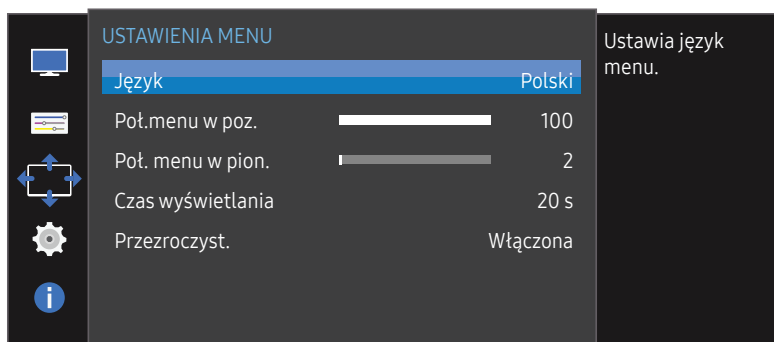 USTAWIENIA MENU
Język Polski
Poł.menu w poz. 100
Poł. menu w pion. 2
Czas wyświetlania 20 s
Przezroczyst. Włączona
Ustawia język
menu.